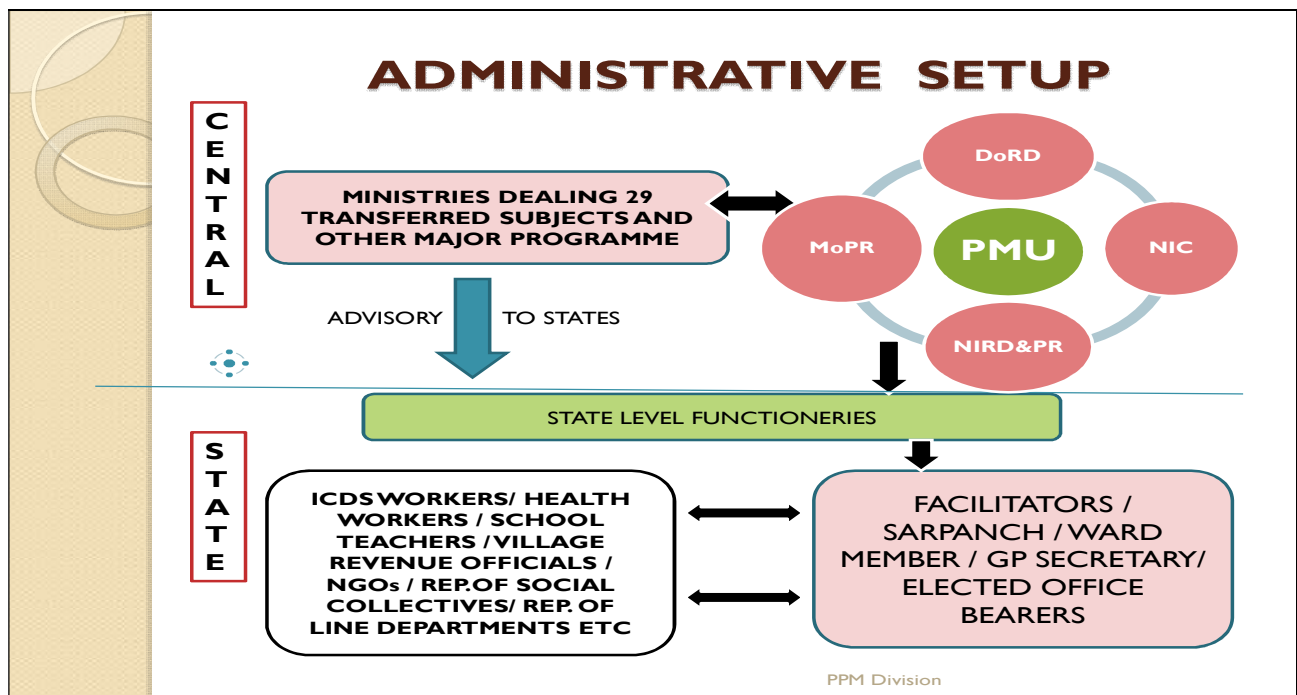 ADMINISTRATIVE SETUP
CENTRAL
MINISTRIES DEALING 29
TRANSFERRED SUBJECTS AND
OTHER MAJOR PROGRAMME
DoRD
MoPR
PMU
NIC
NIRD&PR
ADVISORY TO STATES
STATE LEVEL FUNCTIONERIES
STATE
ICDS WORKERS/ HEALTH
WORKERS / SCHOOL
TEACHERS / VILLAGE
REVENUE OFFICIALS /
NGOs / REP. OF SOCIAL
COLLECTIVES/ REP. OF
LINE DEPARTMENTS ETC
FACILITATORS /
SARPANCH / WARD
MEMBER / GP SECRETARY/
ELECTED OFFICE
BEARERS
PPM Division